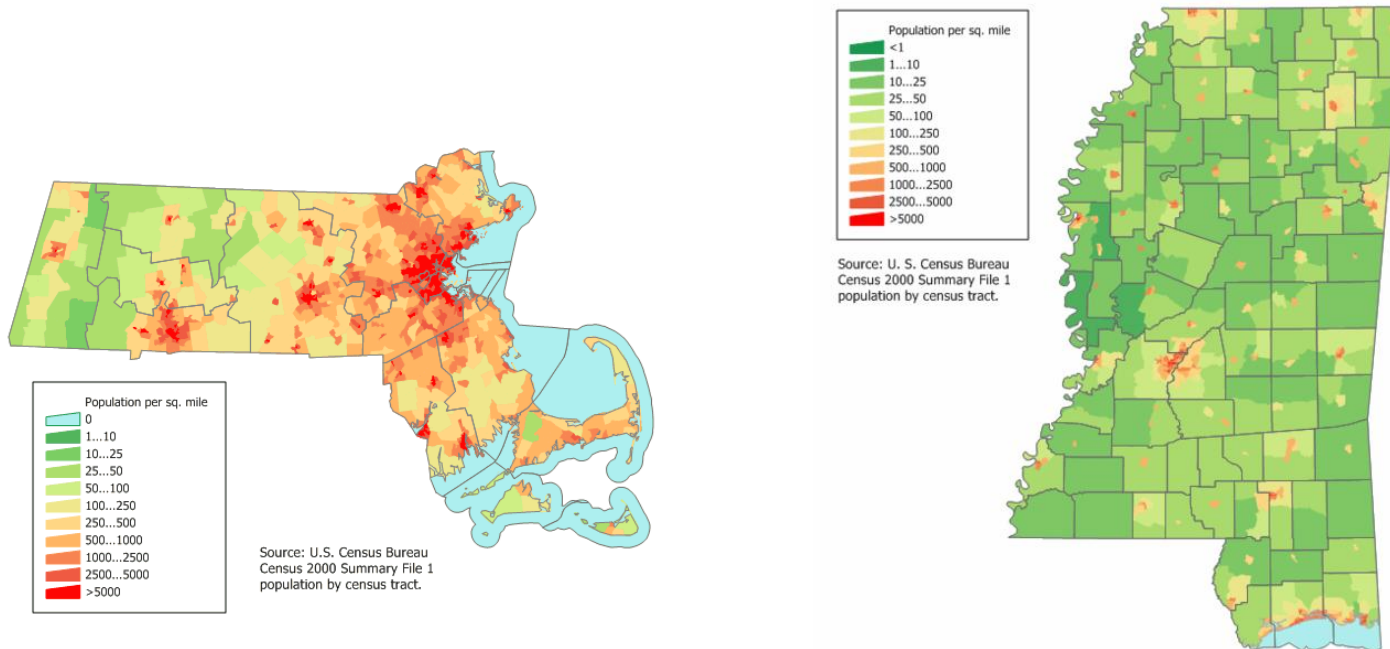 Population per sq. mile
0
1...10
10...25
25...50
50...100
100...250
250...500
500...1000
1000...2500
2500...5000
>5000
Source: U.S. Census Bureau
Census 2000 Summary File 1
population by census tract.
Population per sq. mile
<1
1...10
10...25
25...50
50...100
100...250
250...500
500...1000
1000...2500
2500...5000
>5000
Source: U. S. Census Bureau
Census 2000 Summary File 1
population by census tract.